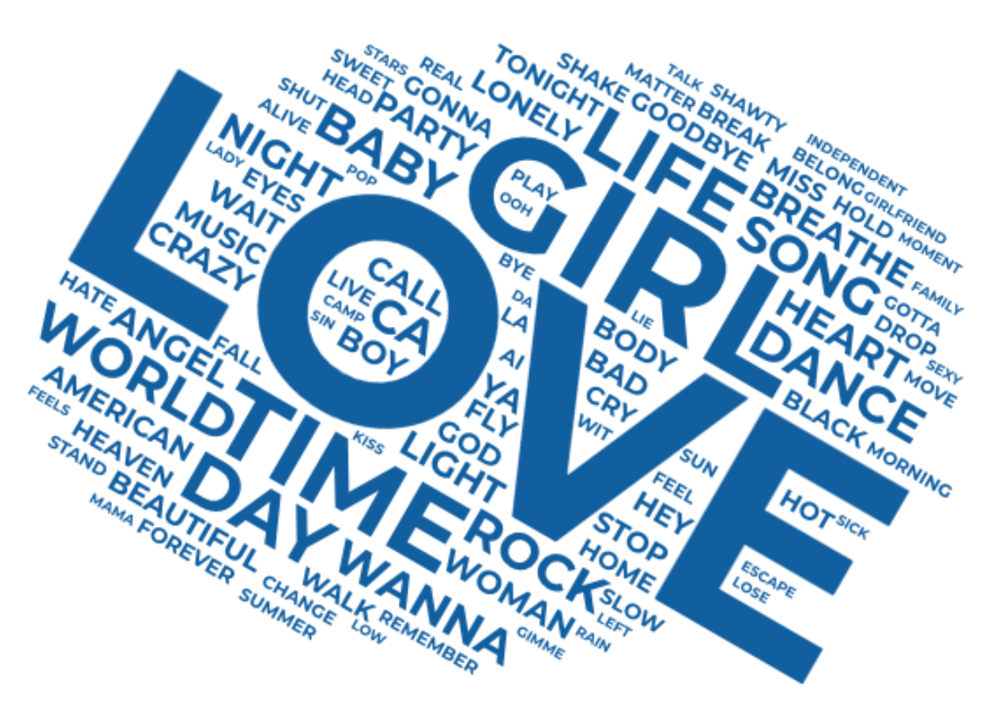 STARS
SWEET
HEAD
REAL
GONNA
PARTY
SHUT
ALIVE
BABY
TONIGHT
LONELY
SHAKE
GOODBYE
MATTER
BREAK
TALK
SHAWTY
LIFE
GIRL
LOVE
NIGHT
LADY
EYES
POP
WAIT
MUSIC
CRAZY
PLAY
OOH
INDEPENDENT
BELONG
GIRLFRIEND
MISS
HOLD
MOMENT
BREATHE
SONG
FAMILY
GOTTA
HEART
DROP
SEXY
MOVE
DANCE
BLACK
MORNING
CALL
LIVE
CAMP
CA
SIN
BOY
BYE
DA
LA
AI
YA
FLY
GOD
LIE
BODY
BAD
CRY
WIT
HATE
ANGEL
FALL
WORLD
TIME
AMERICAN
FEELS
HEAVEN
STAND
DAY
BEAUTIFUL
MAMA
FOREVER
KISS
LIGHT
ROCK
WANNA
WOMAN
SUN
FEEL
HEY
STOP
HOME
SLOW
LEFT
RAIN
GIMME
WALK
CHANGE
SUMMER
LOW
REMEMBER
HOT
SICK
ESCAPE
LOSE